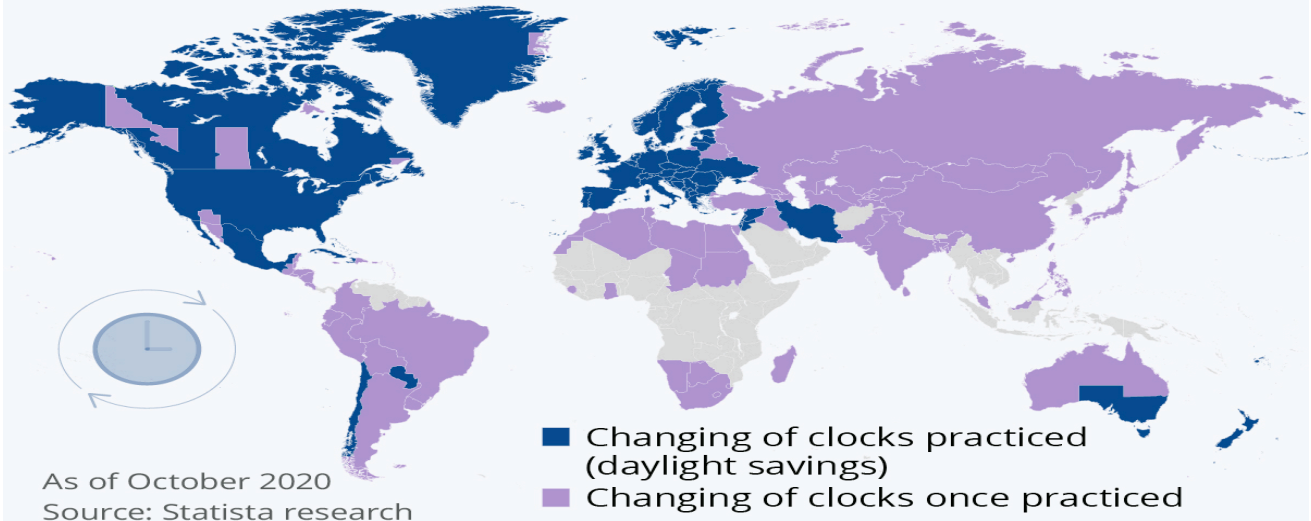 Changing of clocks practiced
(daylight savings)
Changing of clocks once practiced
As of October 2020
Source: Statista research